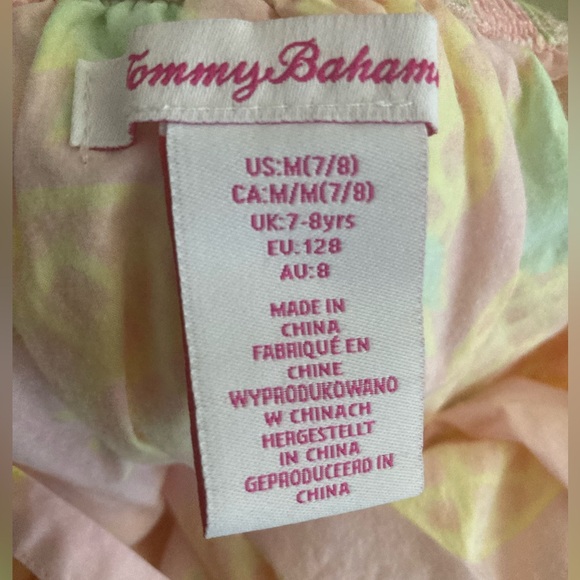 Tommy Bahama
US:M(7/8)
CA:M/M(7/8)
UK:7-8yrs
EU:128
AU:8
MADE IN
CHINA
FABRIQUÉ EN
CHINE
WYPRODUKOWANO
W CHINACH
HERGESTELLT
IN CHINA
GEPRODUCEERD IN
CHINA